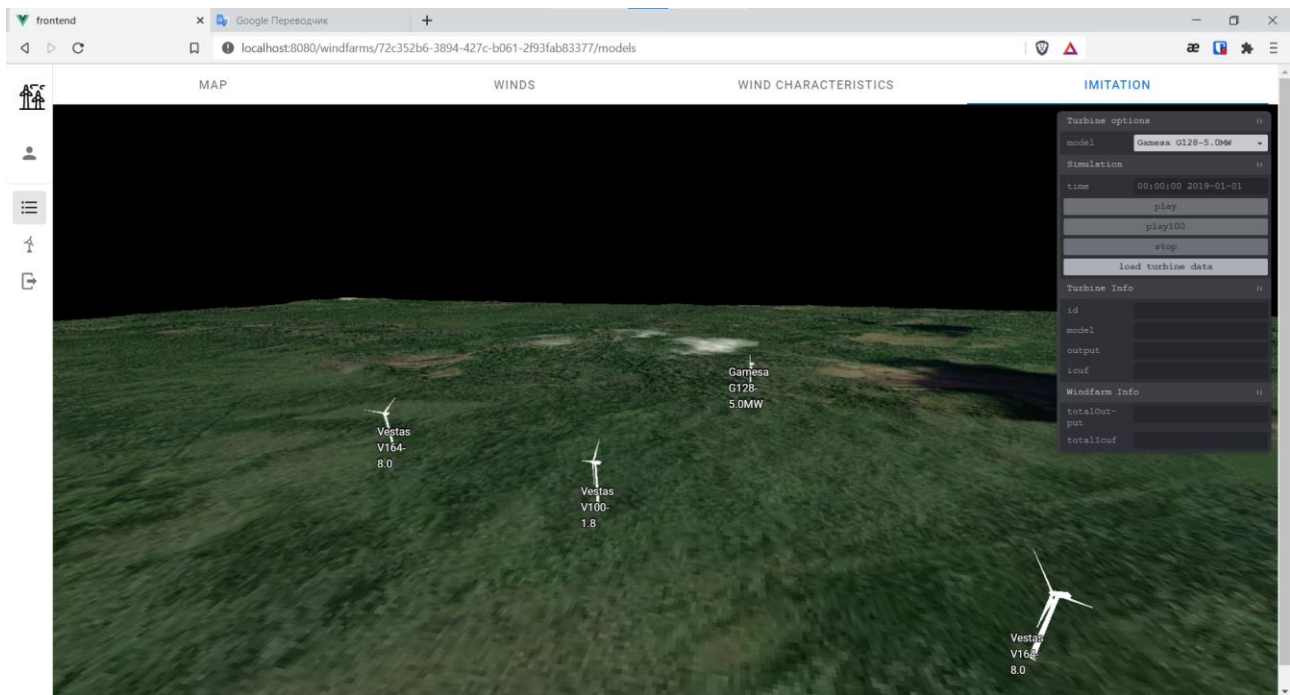 frontend
Google Переводчик
localhost:8080/windfarms/72c352b6-3894-427c-b061-2f93fab83377/models
MAP
WINDS
WIND CHARACTERISTICS
IMITATION
Turbine options
model Gamesa G128-5.0MW
Simulation
time 00:00:00 2019-01-01
play
play100
stop
load turbine data
Turbine Info
id
model
output
icuf
Windfarm Info
totalOut-
put
totalIcuf
Gamesa
G128-
5.0MW
Vestas
V164-
8.0
Vestas
V100-
1.8
Vestas
V164-
8.0